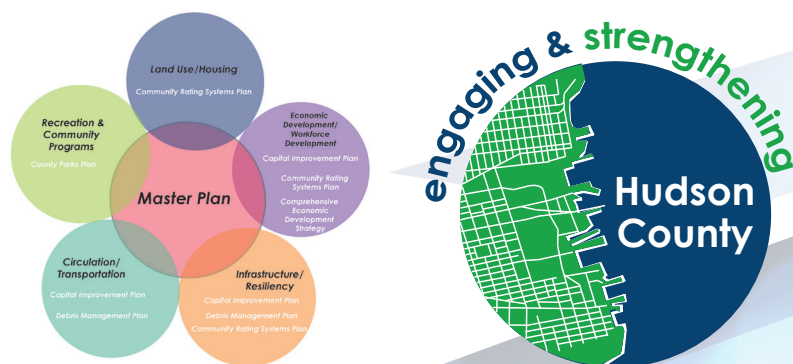 Land Use/Housing
Community Rating Systems Plan
Recreation &
Community
Programs
County Parks Plan
Economic
Development/
Workforce
Development
Capital Improvement Plan
Community Rating
Systems Plan
Comprehensive
Economic
Development
Strategy
Master Plan
Circulation/
Transportation
Capital Improvement Plan
Debris Management Plan
Infrastructure/
Resiliency
Capital Improvement Plan
Debris Management Plan
Community Rating Systems Plan
engaging & strengthening
Hudson
County